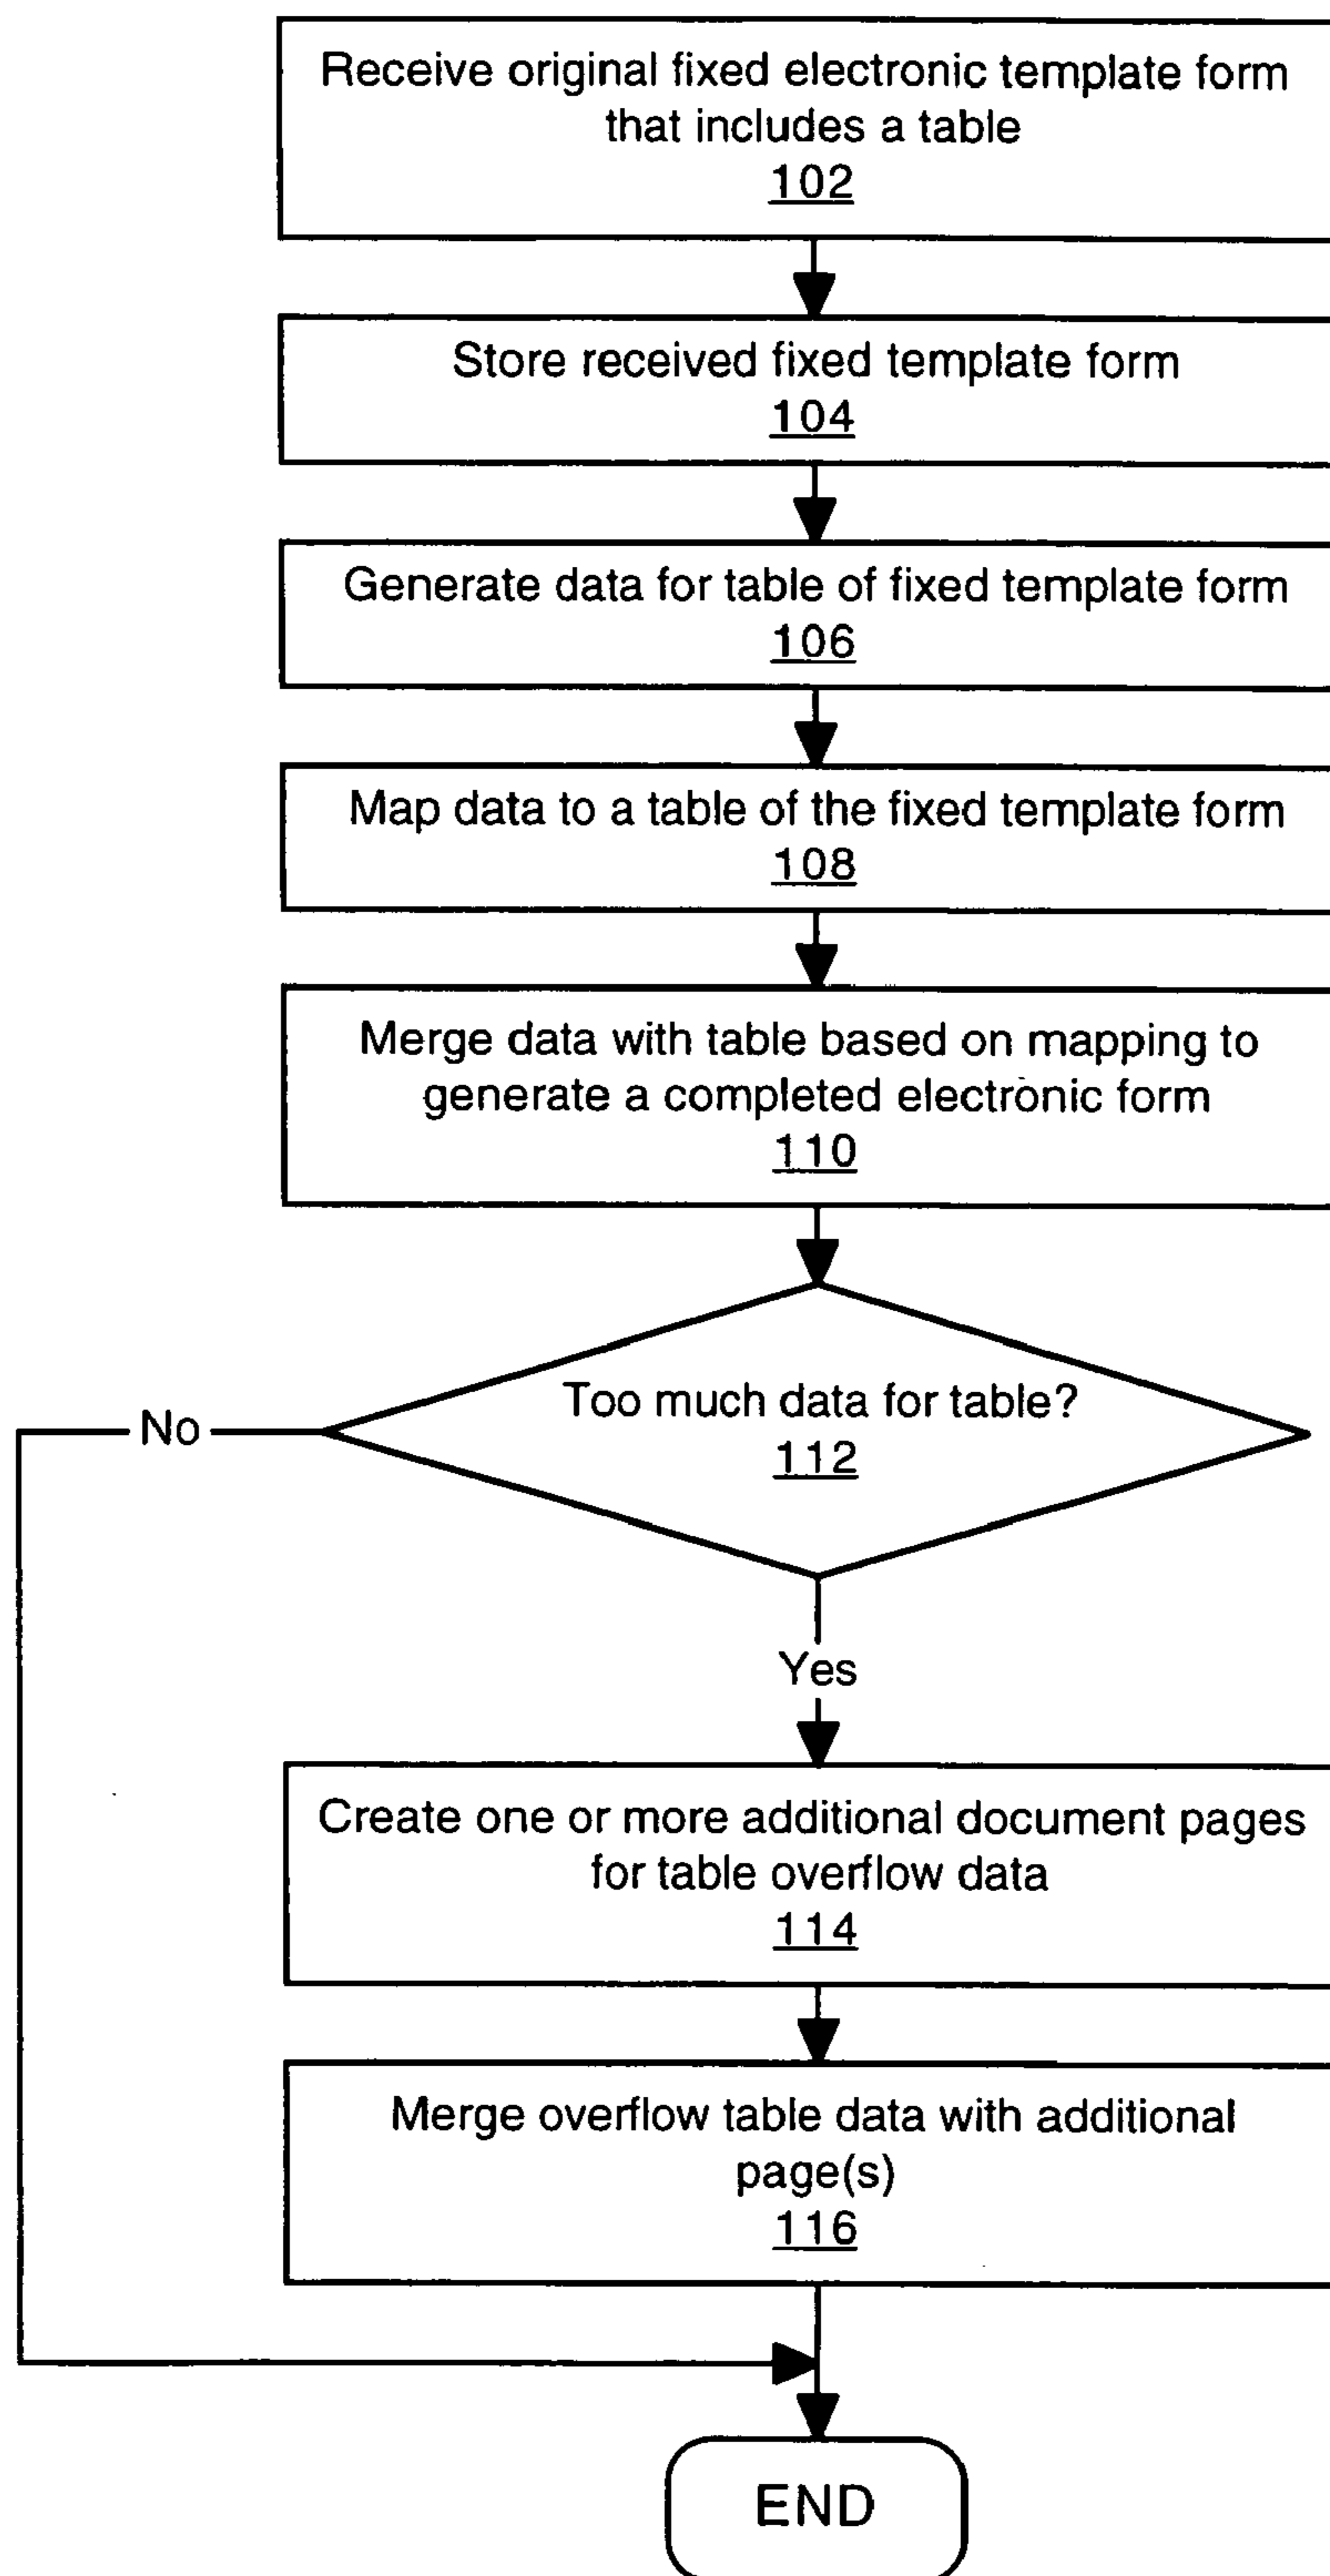 Receive original fixed electronic template form
that includes a table
102
Store received fixed template form
104
Generate data for table of fixed template form
106
Map data to a table of the fixed template form
108
Merge data with table based on mapping to
generate a completed electronic form
110
Too much data for table?
112
No
Yes
Create one or more additional document pages
for table overflow data
114
Merge overflow table data with additional
page(s)
116
END